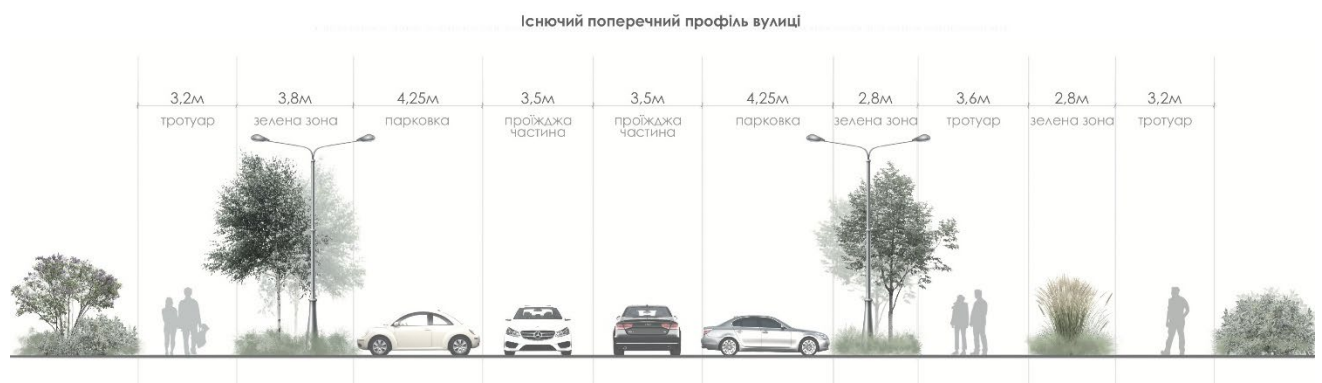 Існуючий поперечний профіль вулиці
3,2м 3,8м 4,25м 3,5м 3,5м 4,25м 2,8м 3,6м 2,8м 3,2м
тротуар зелена зона парковка проїжджа частина проїжджа частина парковка зелена зона тротуар зелена зона тротуар